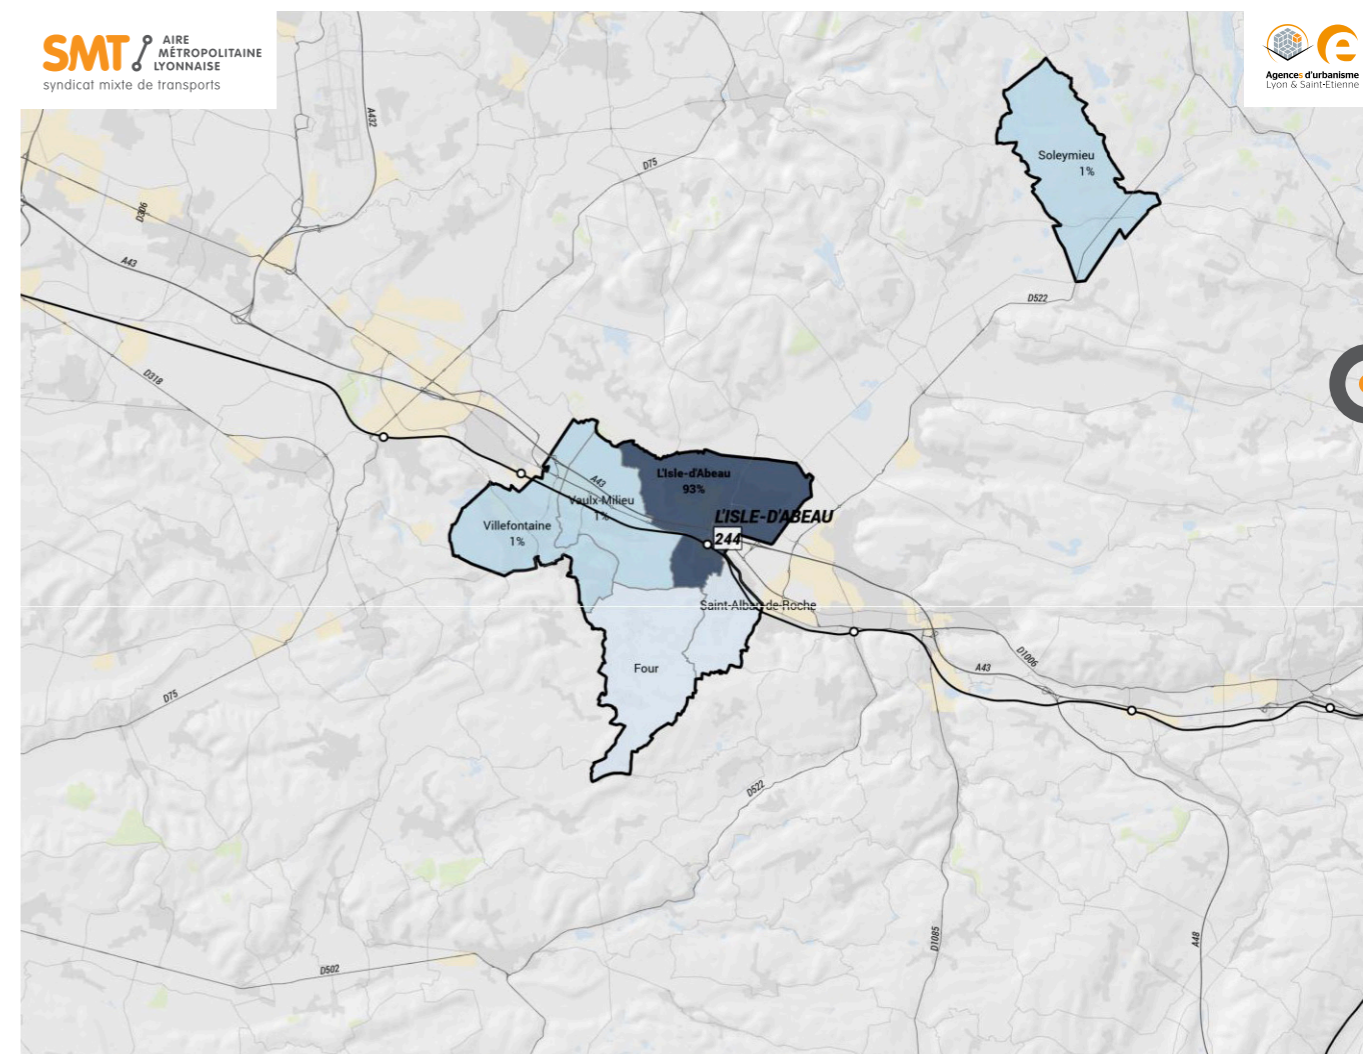 SMT
AIRE
MÉTROPOLITAINE
LYONNAISE
syndicat mixte de transports
Agences d'urbanisme
Lyon & Saint-Etienne
A432
D75
D306
A43
Soleymieu
1%
D522
D318
L'Isle-d'Abeau
93%
A43
Vaulx-Milieu
1%
Villefontaine
1%
L'ISLE-D'ABEAU
244
Saint-Alban-de-Roche
Four
D1006
A43
D75
D522
D1085
A48
D502